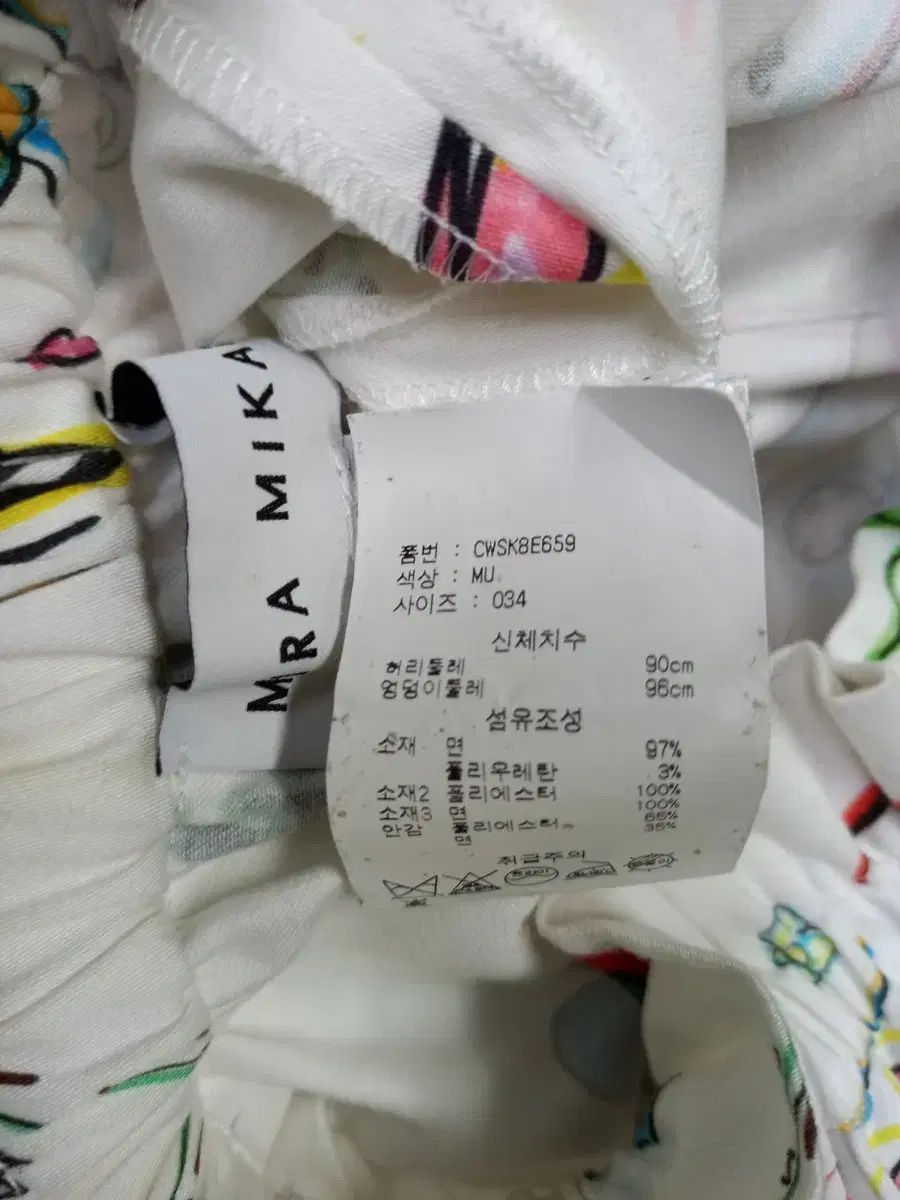 MRA MIKA
품번 : CWSK8E659
색상 : MU
사이즈 : 034
신체치수
허리둘레 90cm
엉덩이둘레 96cm
섬유조성
소재 면 97%
폴리우레탄 3%
소재2 폴리에스터 100%
소재3 면 100%
안감 폴리에스터 65%
면 35%
취급주의
드라이